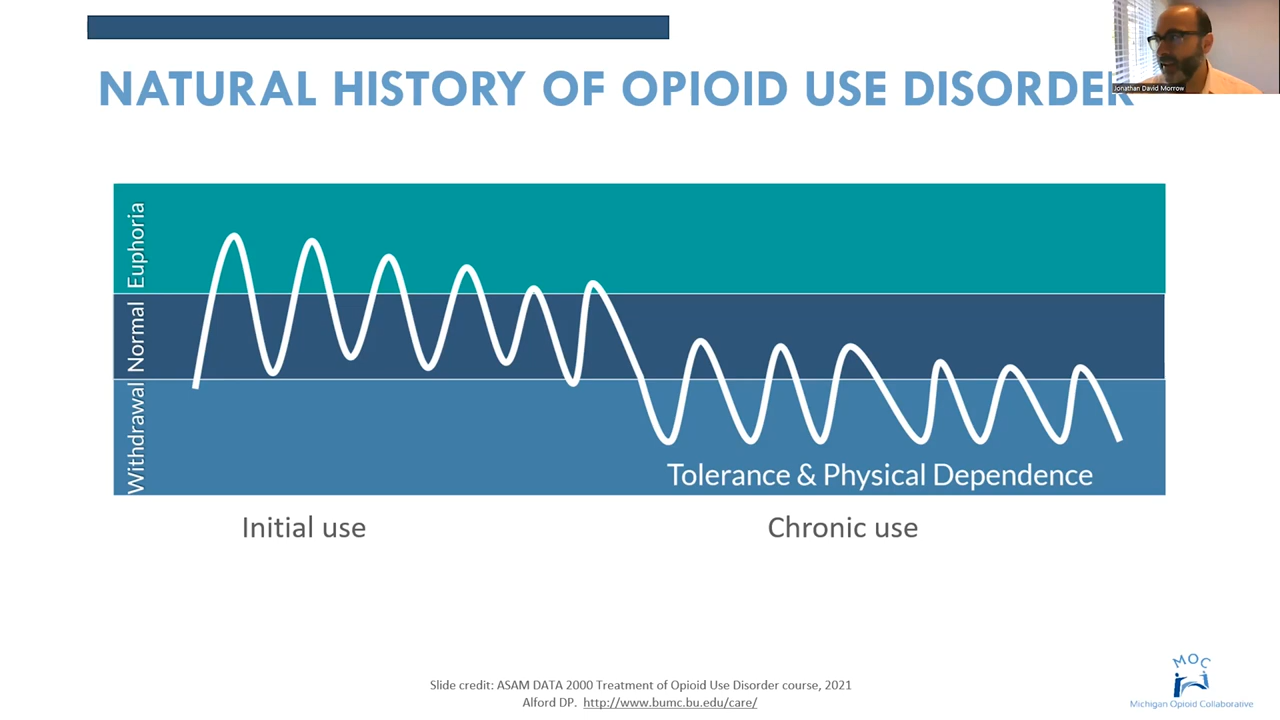 NATURAL HISTORY OF OPIOID USE DISORDER
Jonathan David Morrow
Euphoria
Normal
Withdrawal
Tolerance & Physical Dependence
Initial use
Chronic use
Slide credit: ASAM DATA 2000 Treatment of Opioid Use Disorder course, 2021
Alford DP. http://www.bumc.bu.edu/care/
MOC
Michigan Opioid Collaborative